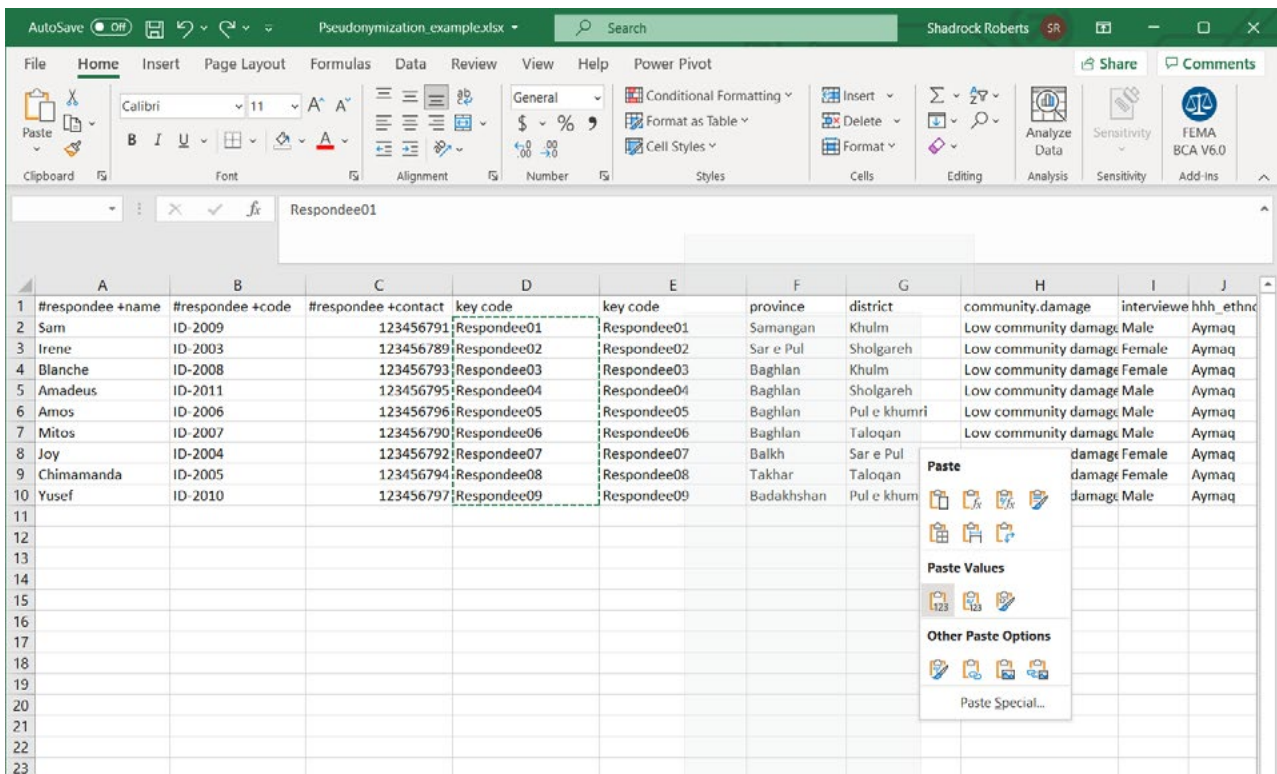 AutoSave Off Pseudonymization_example.xlsx Search Shadrock Roberts SR
File Home Insert Page Layout Formulas Data Review View Help Power Pivot Share Comments
Paste Calibri 11 A A General Conditional Formatting Insert
Format as Table Delete Analyze Data Sensitivity FEMA BCA V6.0
B I U A $ % 9 Cell Styles Format
Clipboard Font Alignment Number Styles Cells Editing Analysis Sensitivity Add-Ins
fx Respondee01
A B C D E F G H I J
1 #respondee +name #respondee +code #respondee +contact key code key code province district community.damage interviewe hhh_ethno
2 Sam ID-2009 123456791 Respondee01 Respondee01 Samangan Khulm Low community damage Male Aymaq
3 Irene ID-2003 123456789 Respondee02 Respondee02 Sar e Pul Sholgareh Low community damage Female Aymaq
4 Blanche ID-2008 123456793 Respondee03 Respondee03 Baghlan Khulm Low community damage Female Aymaq
5 Amadeus ID-2011 123456795 Respondee04 Respondee04 Baghlan Sholgareh Low community damage Male Aymaq
6 Amos ID-2006 123456796 Respondee05 Respondee05 Baghlan Pul e khumri Low community damage Male Aymaq
7 Mitos ID-2007 123456790 Respondee06 Respondee06 Baghlan Taloqan Low community damage Male Aymaq
8 Joy ID-2004 123456792 Respondee07 Respondee07 Balkh Sar e Pul damage Female Aymaq
9 Chimamanda ID-2005 123456794 Respondee08 Respondee08 Takhar Taloqan damage Female Aymaq
10 Yusef ID-2010 123456797 Respondee09 Respondee09 Badakhshan Pul e khum damage Male Aymaq
11
12
13
14
15
16
17
18
19
20
21
22
23
Paste
Paste Values
Other Paste Options
Paste Special...